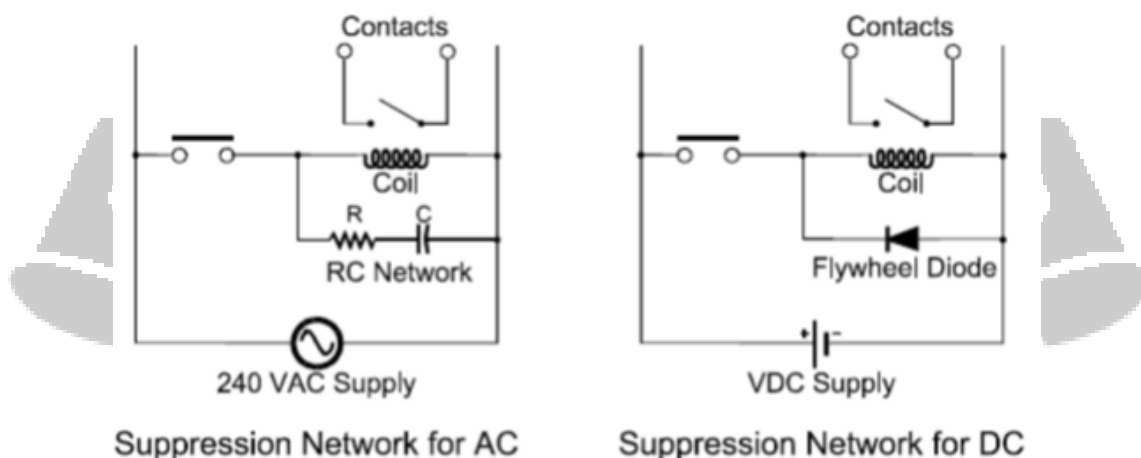 Contacts
Coil
R
C
RC Network
240 VAC Supply
Suppression Network for AC
Contacts
Coil
Flywheel Diode
+
-
VDC Supply
Suppression Network for DC